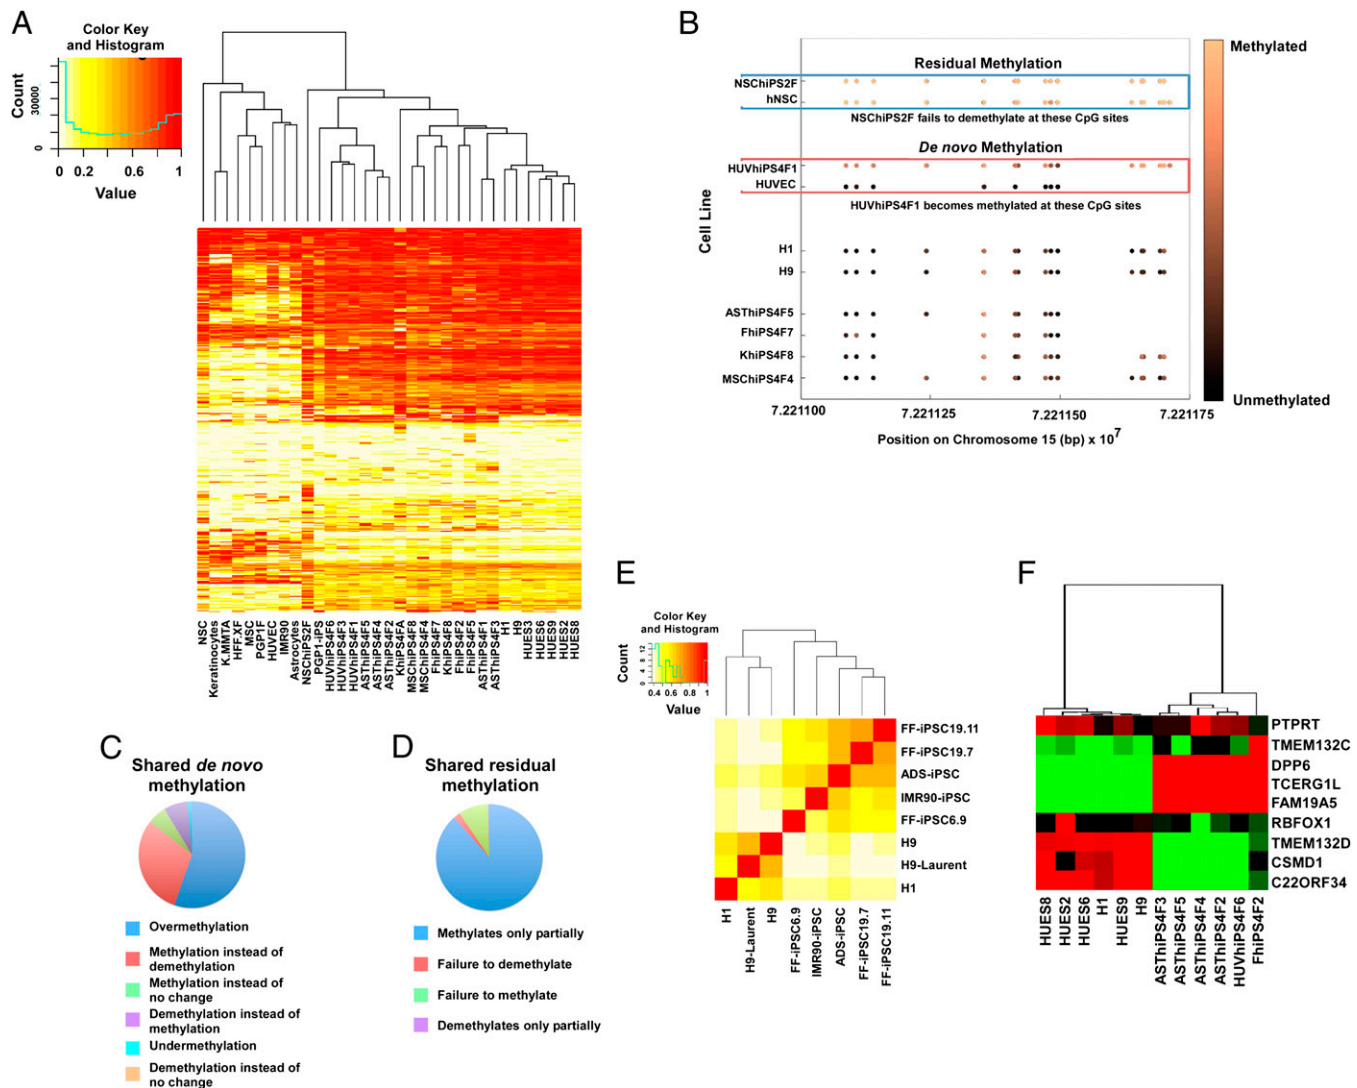 A
Color Key
and Histogram
Count
30000
0
0 0.2 0.6 1
Value
NSC
Keratinocytes
K.MMTA
HFF.XF
MSC
PGP1F
HUVEC
IMR90
Astrocytes
NSChiPS2F
PGP1-iPS
HUVhiPS4F6
HUVhiPS4F3
HUVhiPS4F1
ASThiPS4F5
ASThiPS4F4
ASThiPS4F2
KhiPS4FA
MSChiPS4F8
MSChiPS4F4
FhiPS4F7
KhiPS4F8
FhiPS4F2
FhiPS4F5
ASThiPS4F1
ASThiPS4F3
H1
H9
HUES3
HUES6
HUES9
HUES2
HUES8
B
Residual Methylation
NSChiPS2F
hNSC
NSChiPS2F fails to demethylate at these CpG sites
De novo Methylation
HUVhiPS4F1
HUVEC
HUVhiPS4F1 becomes methylated at these CpG sites
Cell Line
H1
H9
ASThiPS4F5
FhiPS4F7
KhiPS4F8
MSChiPS4F4
7.221100 7.221125 7.221150 7.221175
Position on Chromosome 15 (bp) x 10^7
Methylated
Unmethylated
C
Shared de novo
methylation
Overmethylation
Methylation instead of
demethylation
Methylation instead of
no change
Demethylation instead of
methylation
Undermethylation
Demethylation instead of
no change
D
Shared residual
methylation
Methylates only partially
Failure to demethylate
Failure to methylate
Demethylates only partially
E
Color Key
and Histogram
Count
0 4 8 12
0.4 0.6 0.8 1
Value
FF-iPSC19.11
FF-iPSC19.7
ADS-iPSC
IMR90-iPSC
FF-iPSC6.9
H9
H9-Laurent
H1
H1
H9-Laurent
H9
FF-iPSC6.9
IMR90-iPSC
ADS-iPSC
FF-iPSC19.7
FF-iPSC19.11
F
PTPRT
TMEM132C
DPP6
TCERG1L
FAM19A5
RBFOX1
TMEM132D
CSMD1
C22ORF34
HUES8
HUES2
HUES6
H1
HUES9
H9
ASThiPS4F3
ASThiPS4F5
ASThiPS4F4
ASThiPS4F2
HUVhiPS4F6
FhiPS4F2